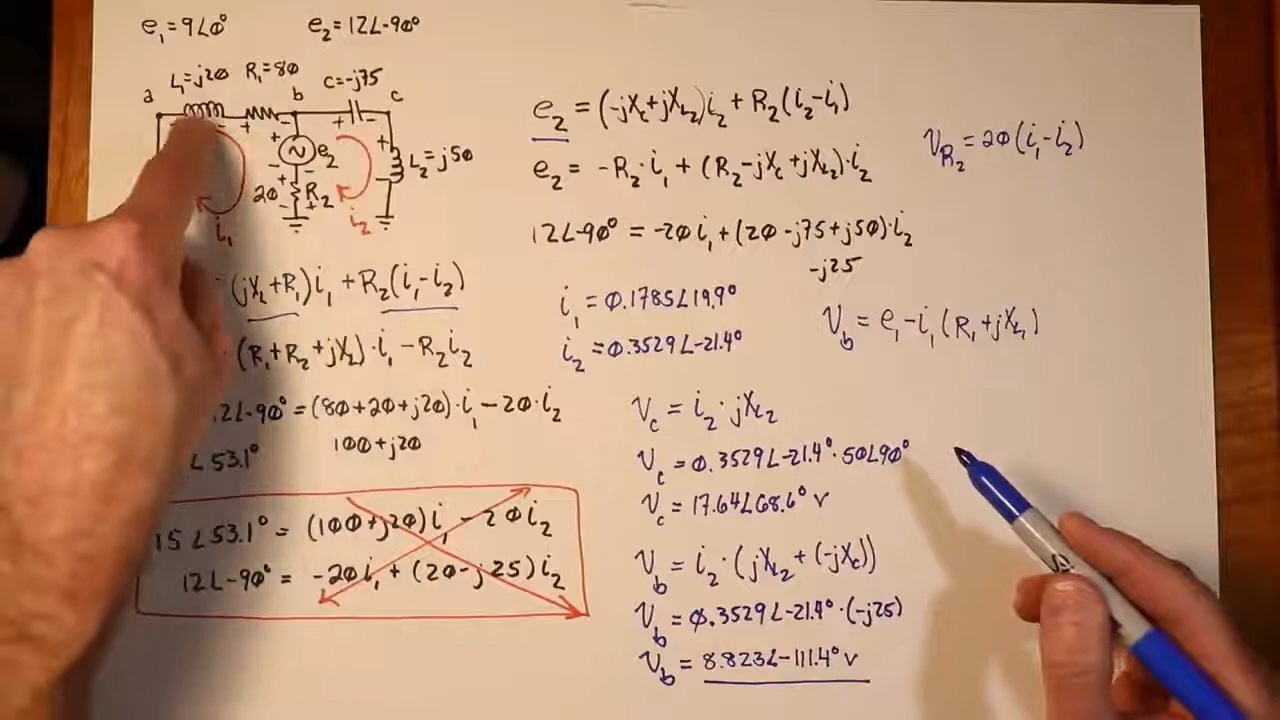 e₁ = 9∠0° e₂ = 12∠-90°
L₁=j20 R₁=80 C=-j75
a b c
+ - + - + -
+ - e₂ + - L₂=j50
20 + - R₂ + -
i₁ i₂
(jXL+R₁)i₁ + R₂(i₁-i₂)
(R₁+R₂+jXL)·i₁ - R₂i₂
12∠-90° = (80+20+j20)·i₁ - 20·i₂
∠53.1° 100+j20
15∠53.1° = (100+j20)i₁ - 20i₂
12∠-90° = -20i₁ + (20-j25)i₂
e₂ = (-jXc+jXL₂)i₂ + R₂(i₂-i₁)
e₂ = -R₂·i₁ + (R₂-jXc+jXL₂)·i₂
12∠-90° = -20i₁ + (20-j75+j50)·i₂
-j25
i₁ = 0.1785∠19.9°
i₂ = 0.3529∠-21.4°
VR₂ = 20(i₁-i₂)
Vb = e₁-i₁(R₁+jXL₁)
Vc = i₂·jXL₂
Vc = 0.3529∠-21.4°·50∠90°
Vc = 17.64∠68.6° V
Vb = i₂·(jXL₂+(-jXc))
Vb = 0.3529∠-21.4°·(-j25)
Vb = 8.823∠-111.4° V